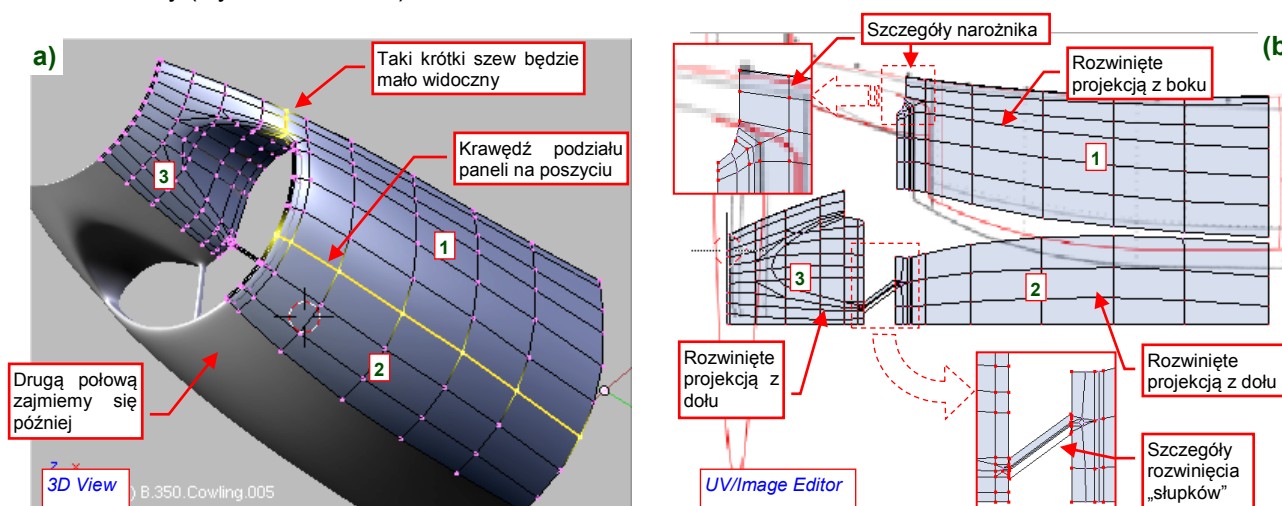 a)
Taki krótki szew będzie
mało widoczny
Krawędź podziału
paneli na poszyciu
3
1
2
Drugą połową
zajmiemy się
później
3D View
) B.350.Cowling.005
(b
Szczegóły narożnika
Rozwinięte
projekcją z boku
1
3
2
Rozwinięte
projekcją z
dołu
Rozwinięte
projekcją z dołu
Szczegóły
rozwinięcia
„słupków”
UV/Image Editor